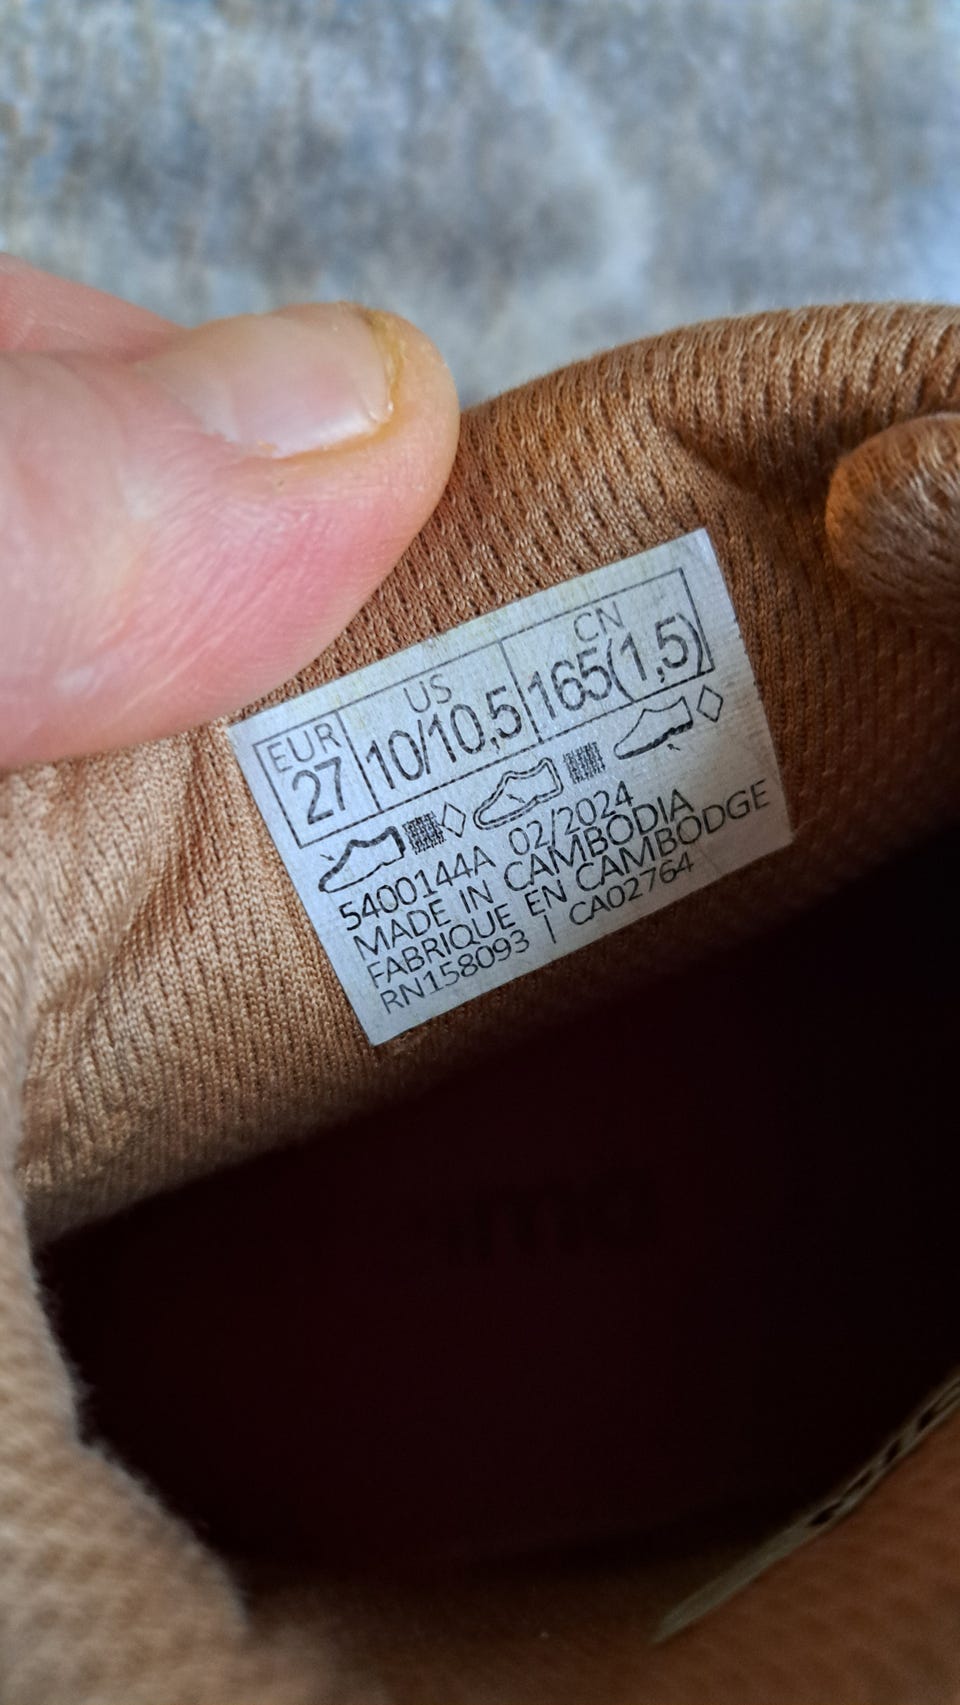 EUR US CN
27 10/10,5 165(1,5)
5400144A 02/2024
MADE IN CAMBODIA
FABRIQUE EN CAMBODGE
RN158093 | CA02764